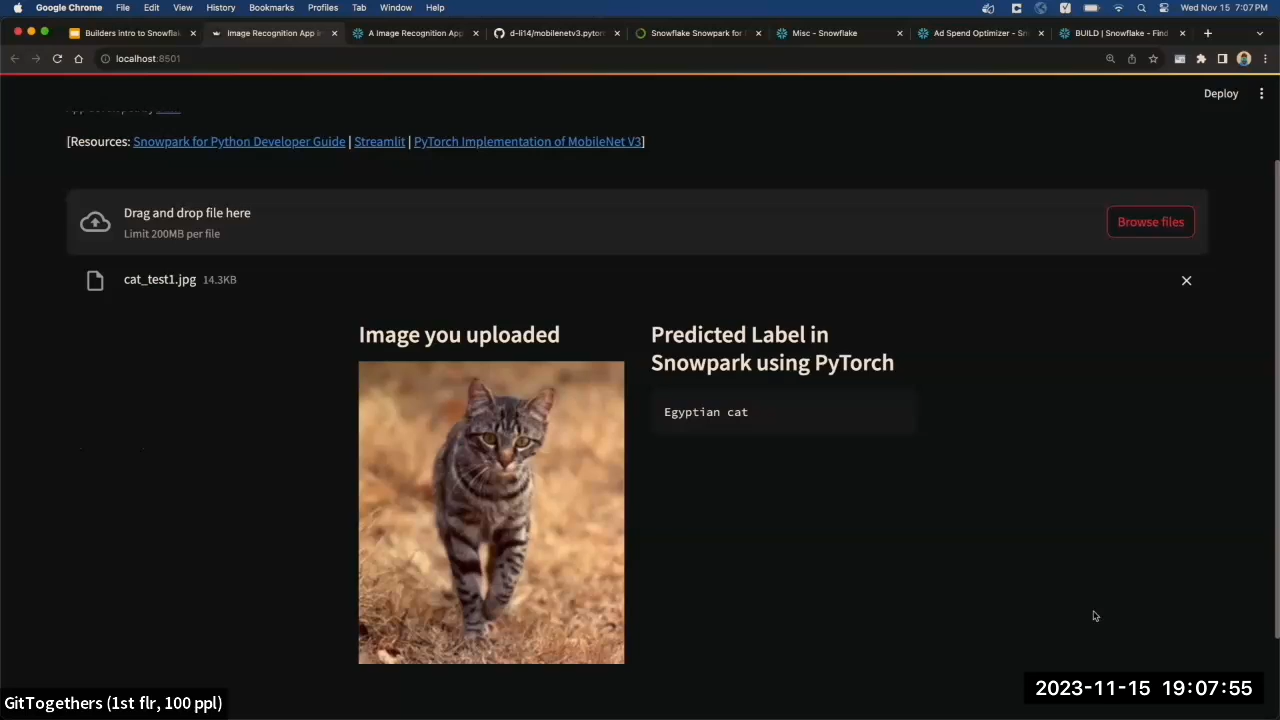 Google Chrome File Edit View History Bookmarks Profiles Tab Window Help Wed Nov 15 7:07 PM
Builders intro to Snowfla Image Recognition App in A Image Recognition App d-li14/mobilenetv3.pytor Snowflake Snowpark for Misc - Snowflake Ad Spend Optimizer - Sn BUILD | Snowflake - Find
localhost:8501
Deploy
[Resources: Snowpark for Python Developer Guide | Streamlit | PyTorch Implementation of MobileNet V3]
Drag and drop file here
Limit 200MB per file
Browse files
cat_test1.jpg 14.3KB
Image you uploaded
Predicted Label in
Snowpark using PyTorch
Egyptian cat
2023-11-15 19:07:55
GitTogethers (1st flr, 100 ppl)